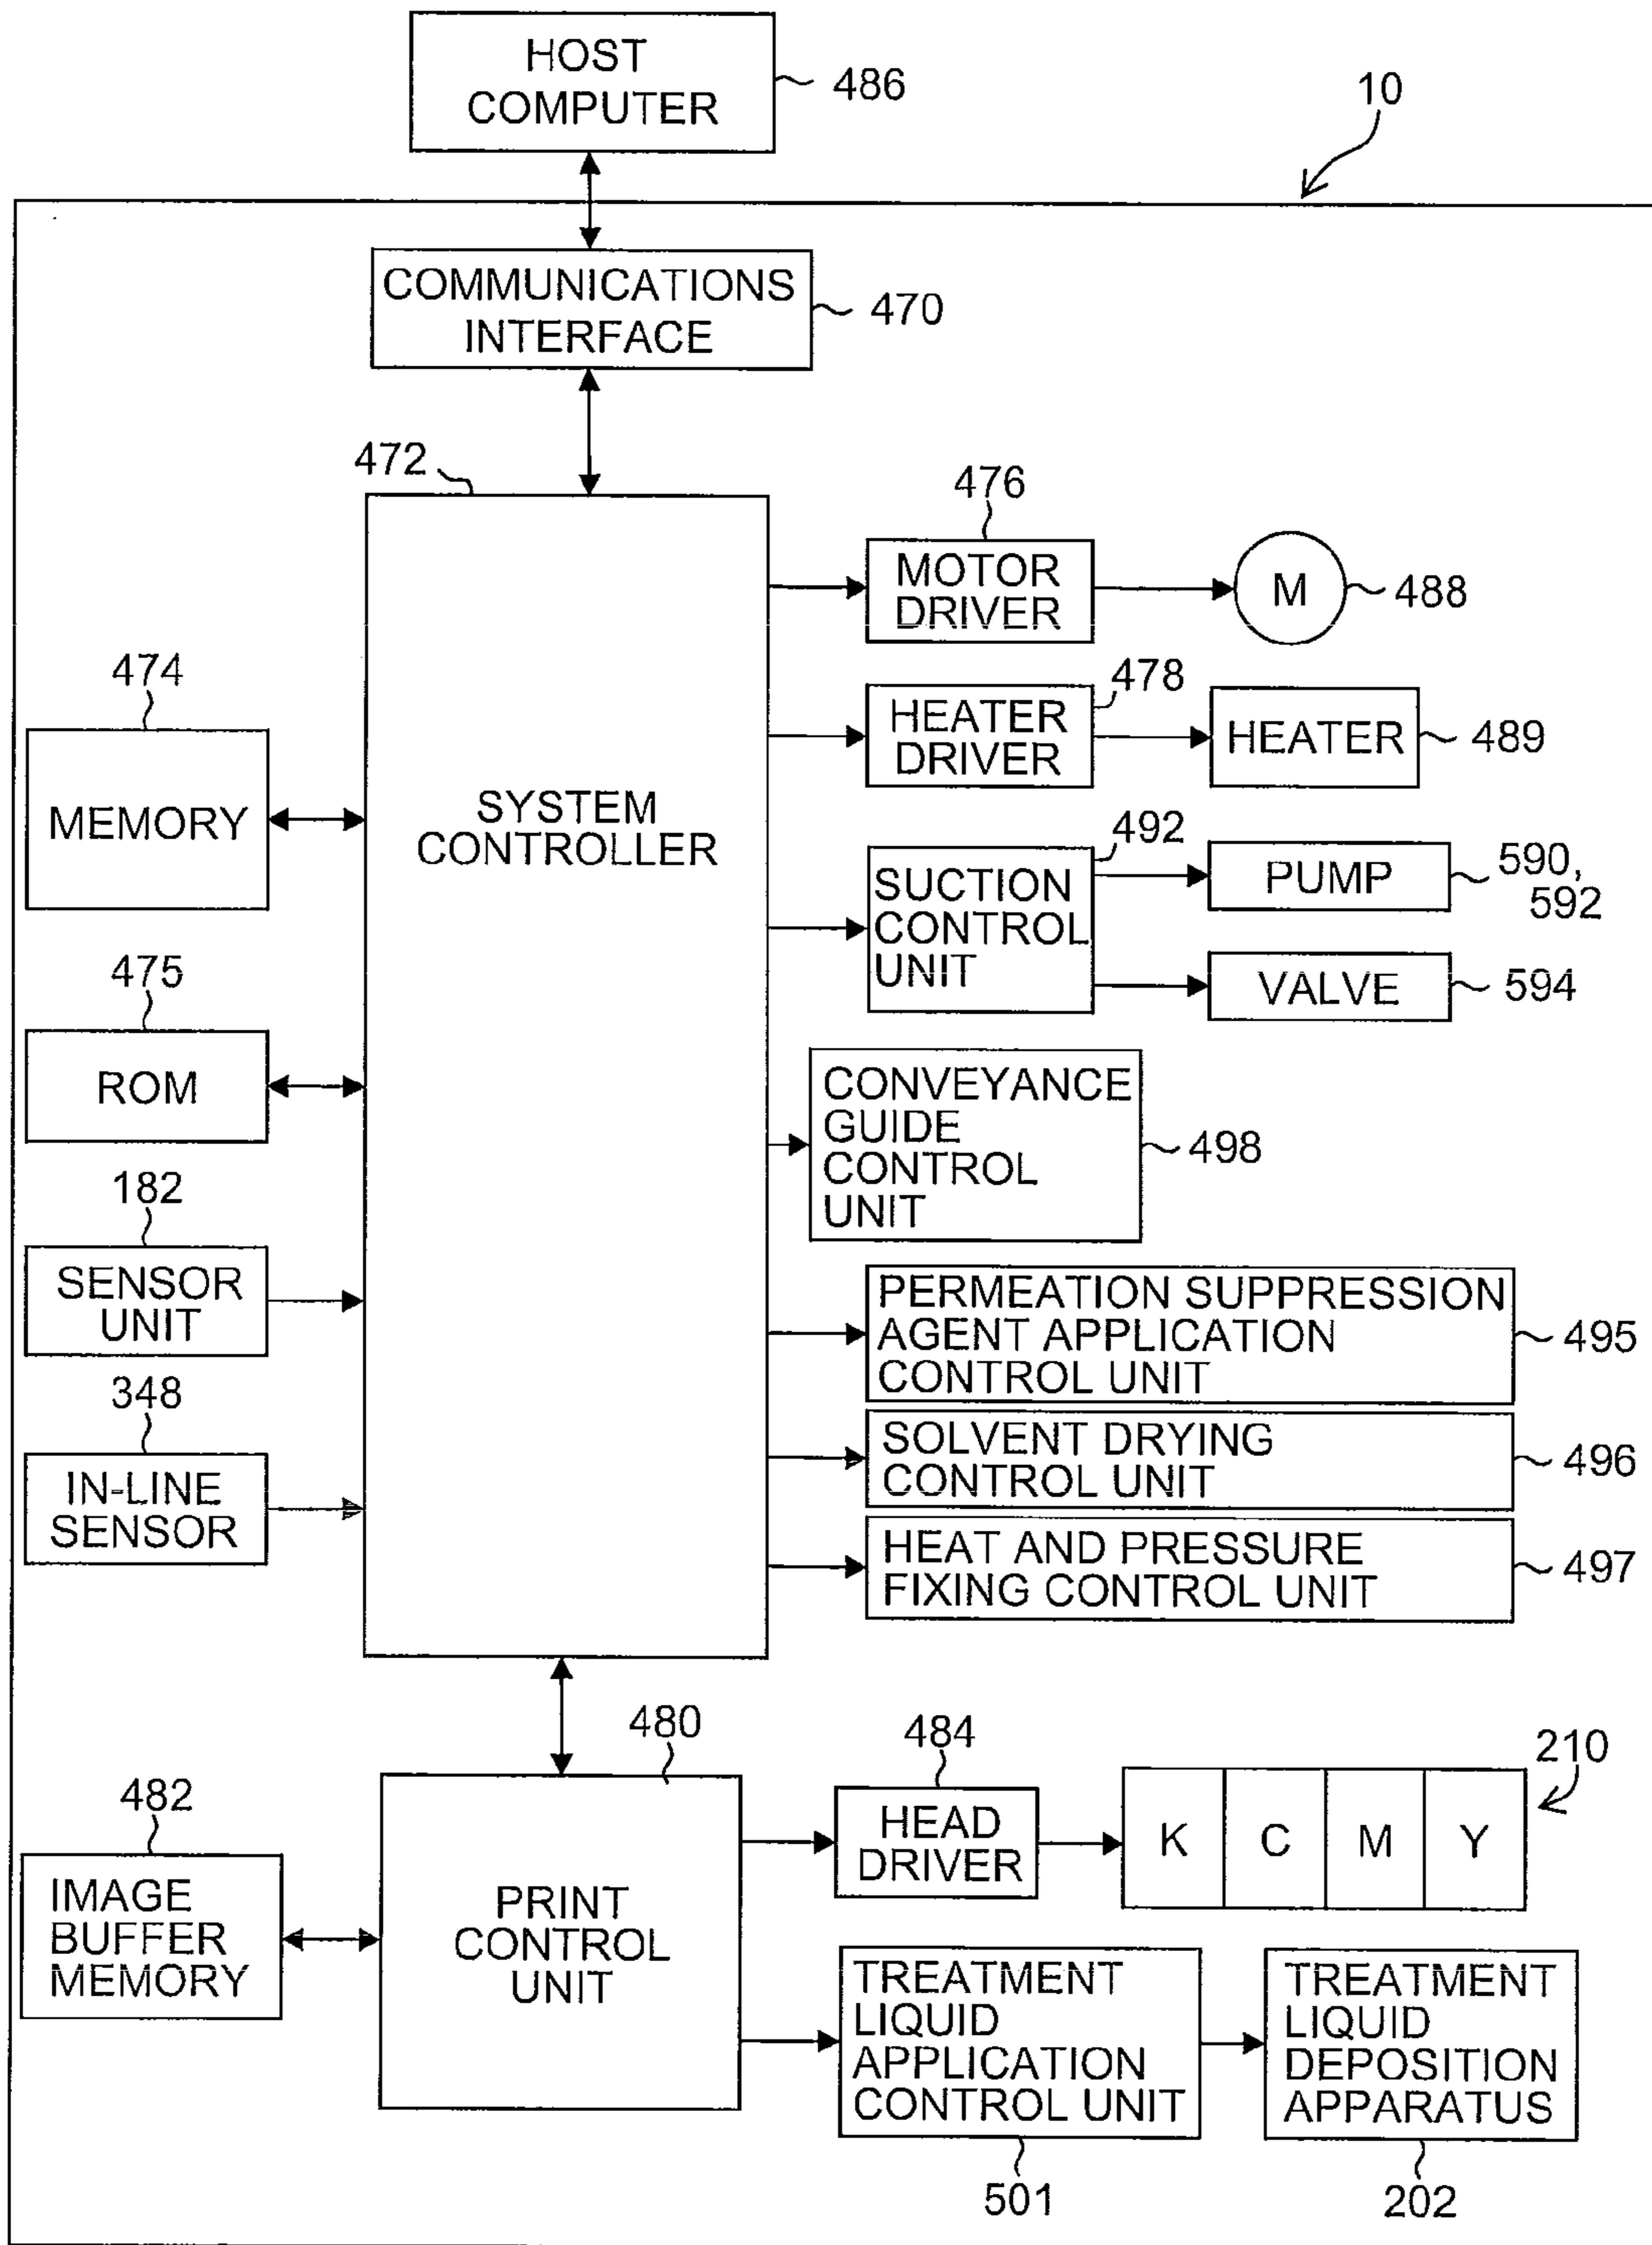 HOST
COMPUTER
486
10
COMMUNICATIONS
INTERFACE
470
472
476
MOTOR
DRIVER
M
488
474
MEMORY
SYSTEM
CONTROLLER
478
HEATER
DRIVER
HEATER
489
492
SUCTION
CONTROL
UNIT
PUMP
590,
592
VALVE
594
475
ROM
CONVEYANCE
GUIDE
CONTROL
UNIT
498
182
SENSOR
UNIT
PERMEATION SUPPRESSION
AGENT APPLICATION
CONTROL UNIT
495
348
IN-LINE
SENSOR
SOLVENT DRYING
CONTROL UNIT
496
HEAT AND PRESSURE
FIXING CONTROL UNIT
497
480
482
IMAGE
BUFFER
MEMORY
PRINT
CONTROL
UNIT
484
HEAD
DRIVER
K C M Y
210
TREATMENT
LIQUID
APPLICATION
CONTROL UNIT
501
TREATMENT
LIQUID
DEPOSITION
APPARATUS
202